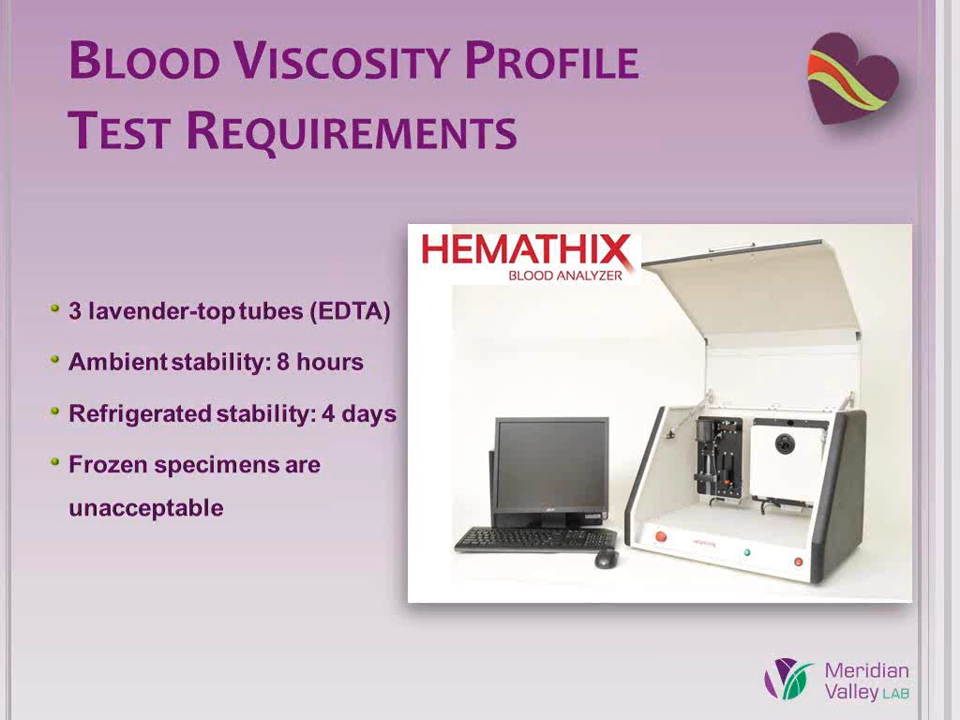 BLOOD VISCOSITY PROFILE
TEST REQUIREMENTS
HEMATHIX
BLOOD ANALYZER
3 lavender-top tubes (EDTA)
Ambient stability: 8 hours
Refrigerated stability: 4 days
Frozen specimens are
unacceptable
HEMATHIX
Meridian
Valley LAB